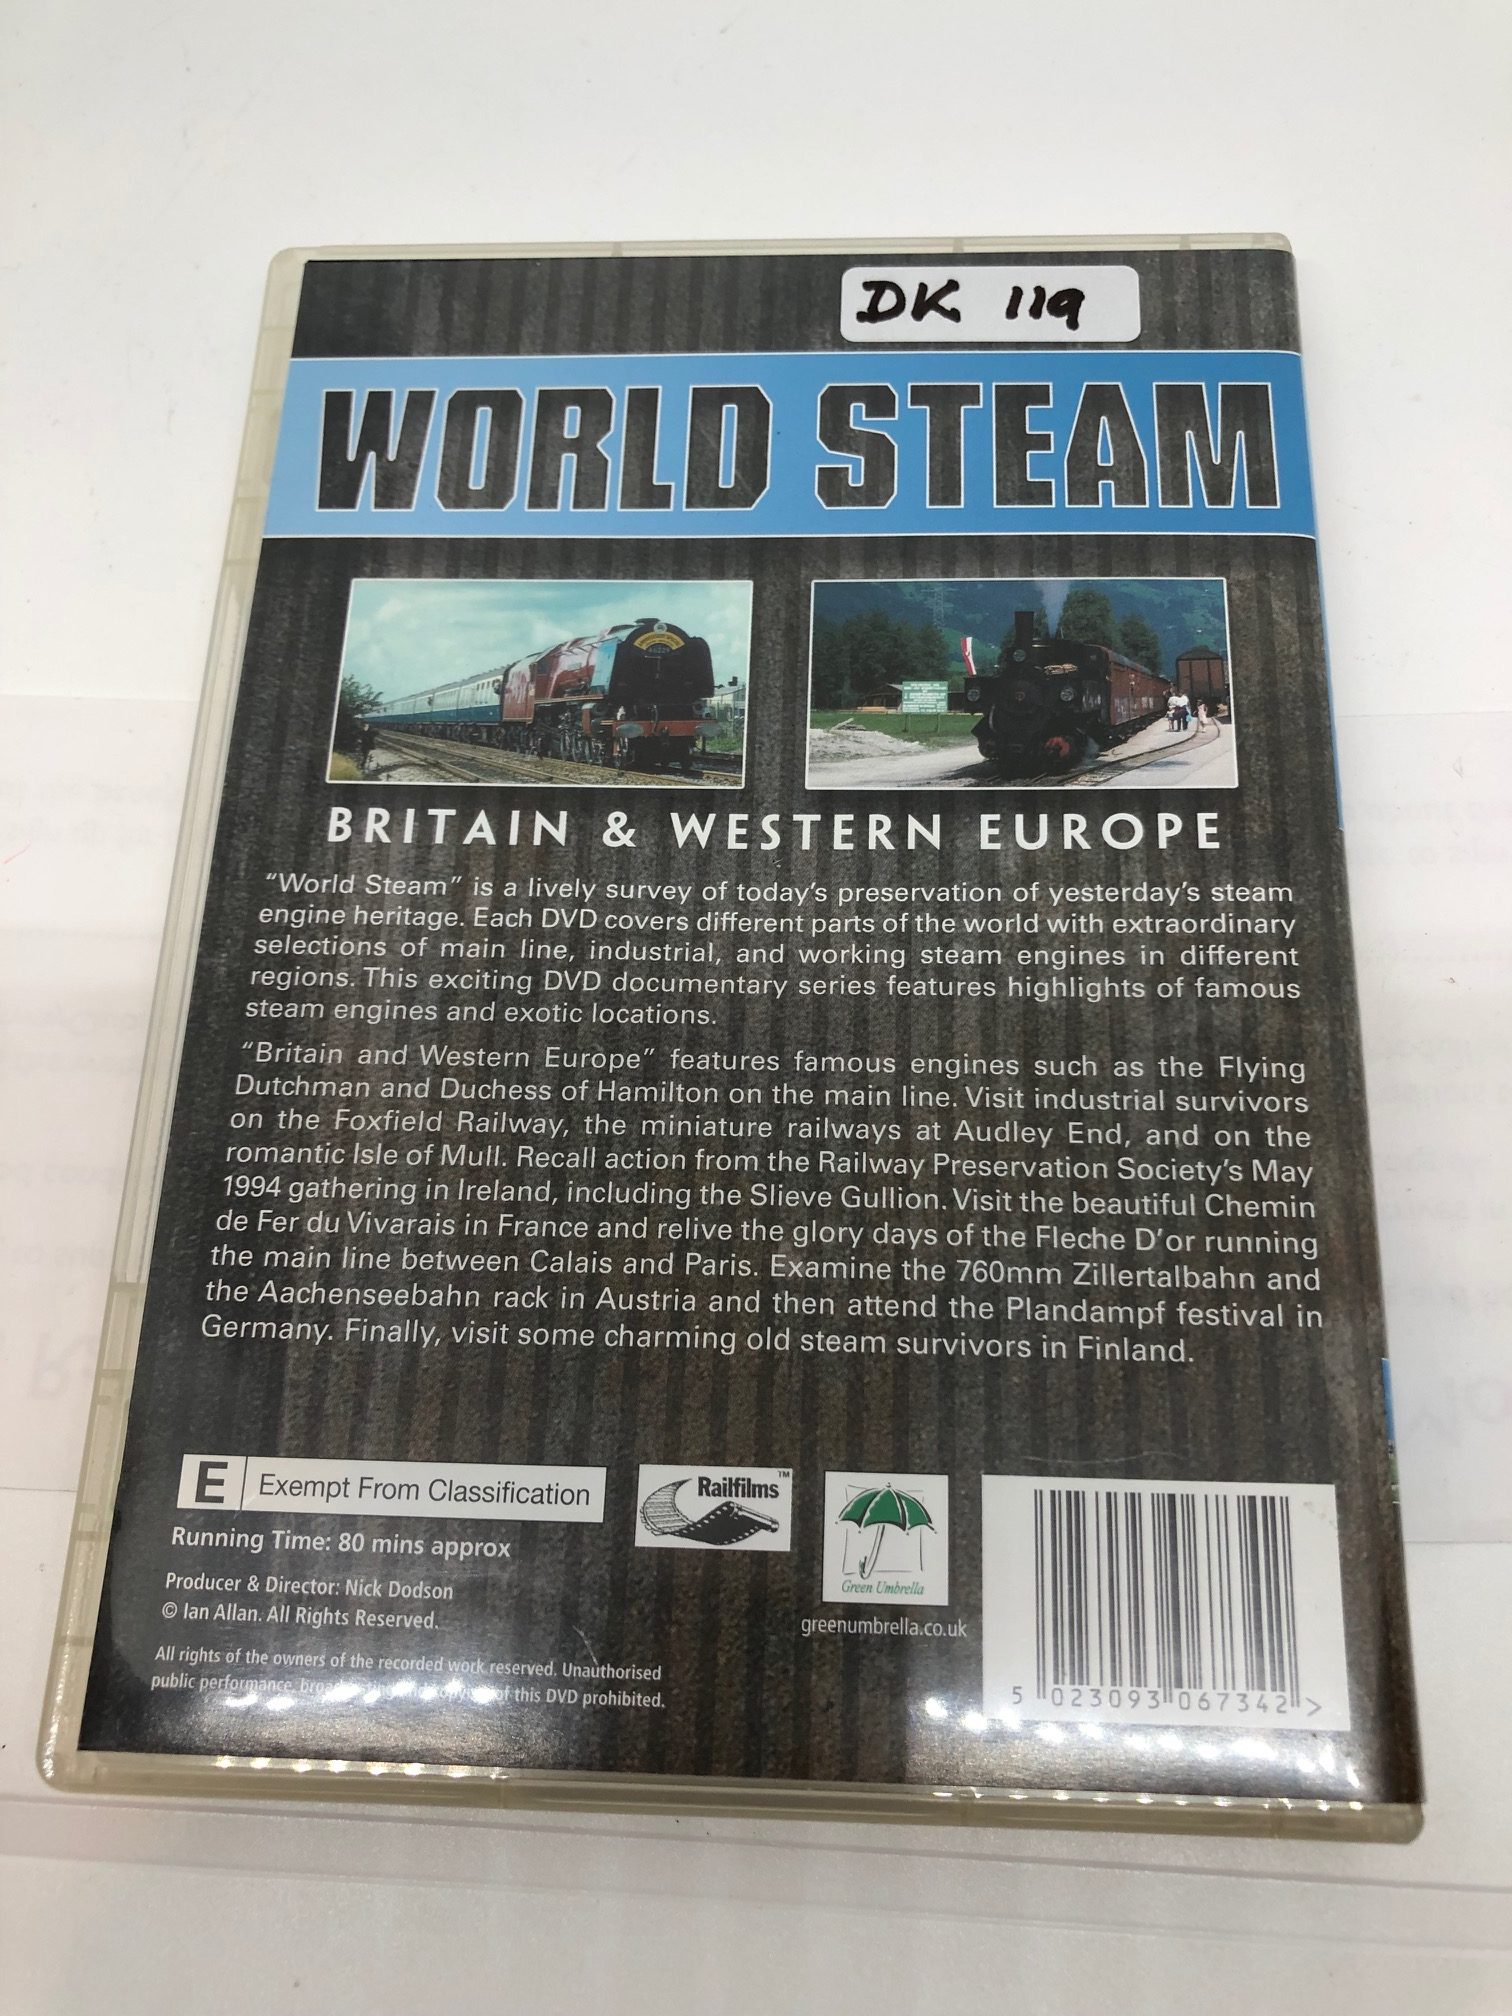 DK 119
WORLD STEAM
46229
BRITAIN & WESTERN EUROPE
"World Steam" is a lively survey of today's preservation of yesterday's steam
engine heritage. Each DVD covers different parts of the world with extraordinary
selections of main line, industrial, and working steam engines in different
regions. This exciting DVD documentary series features highlights of famous
steam engines and exotic locations.
"Britain and Western Europe" features famous engines such as the Flying
Dutchman and Duchess of Hamilton on the main line. Visit industrial survivors
on the Foxfield Railway, the miniature railways at Audley End, and on the
romantic Isle of Mull. Recall action from the Railway Preservation Society's May
1994 gathering in Ireland, including the Slieve Gullion. Visit the beautiful Chemin
de Fer du Vivarais in France and relive the glory days of the Fleche D'or running
the main line between Calais and Paris. Examine the 760mm Zillertalbahn and
the Aachenseebahn rack in Austria and then attend the Plandampf festival in
Germany. Finally, visit some charming old steam survivors in Finland.
E Exempt From Classification
Running Time: 80 mins approx
Producer & Director: Nick Dodson
© Ian Allan. All Rights Reserved.
All rights of the owners of the recorded work reserved. Unauthorised
public performance, of this DVD prohibited.
Railfilms™
Green Umbrella
greenumbrella.co.uk
5 023093 067342 >